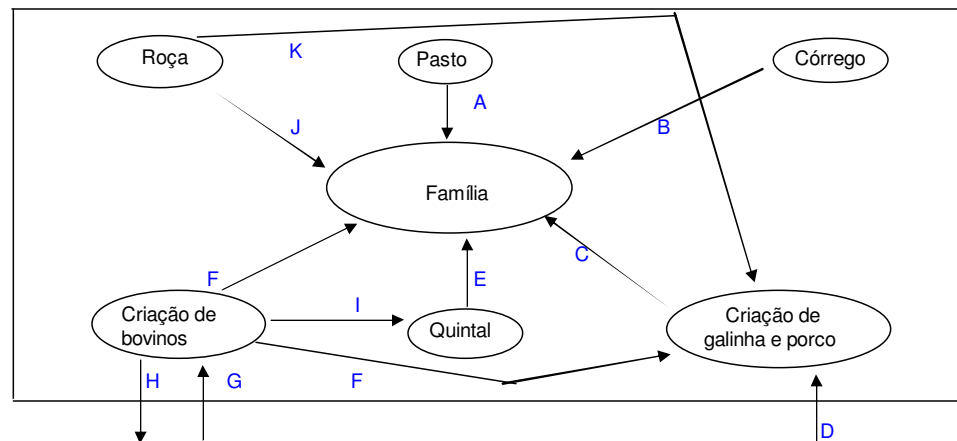 Roça
K
Pasto
Córrego
A
J
B
Família
F
E
C
I
Criação de
bovinos
Quintal
Criação de
galinha e porco
H
G
F
D